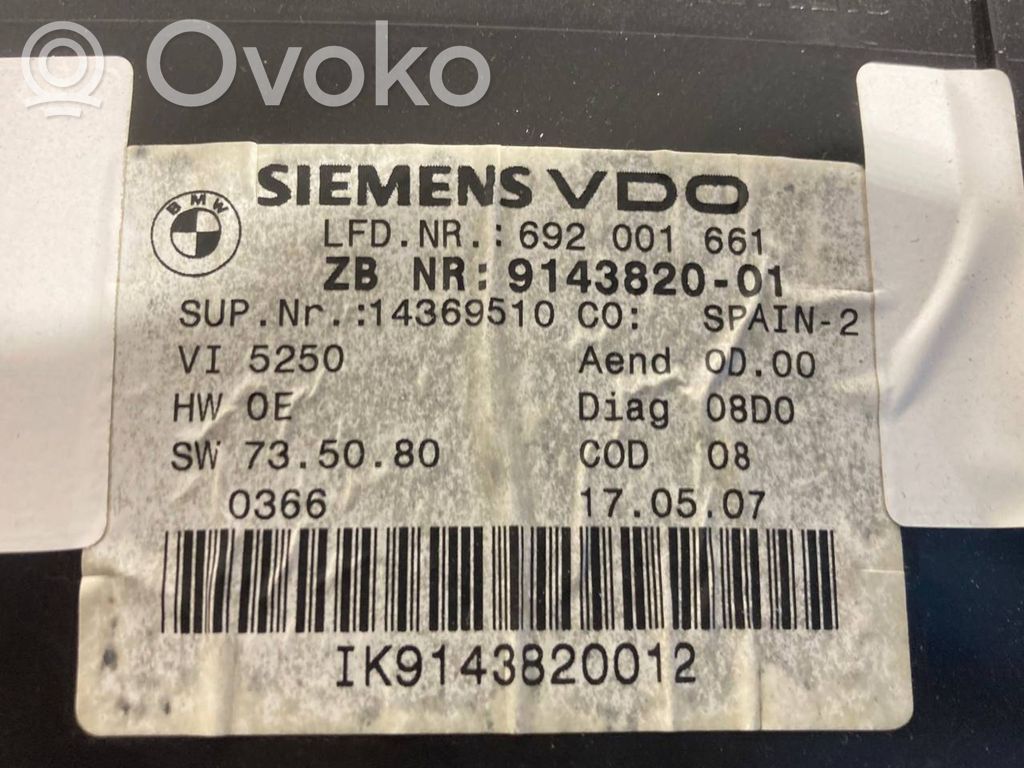 Ovoko
BMW
SIEMENS VDO
LFD.NR.: 692 001 661
ZB NR: 9143820-01
SUP.Nr.:14369510 CO: SPAIN-2
VI 5250 Aend 0D.00
HW 0E Diag 08D0
SW 73.50.80 COD 08
0366 17.05.07
IK9143820012